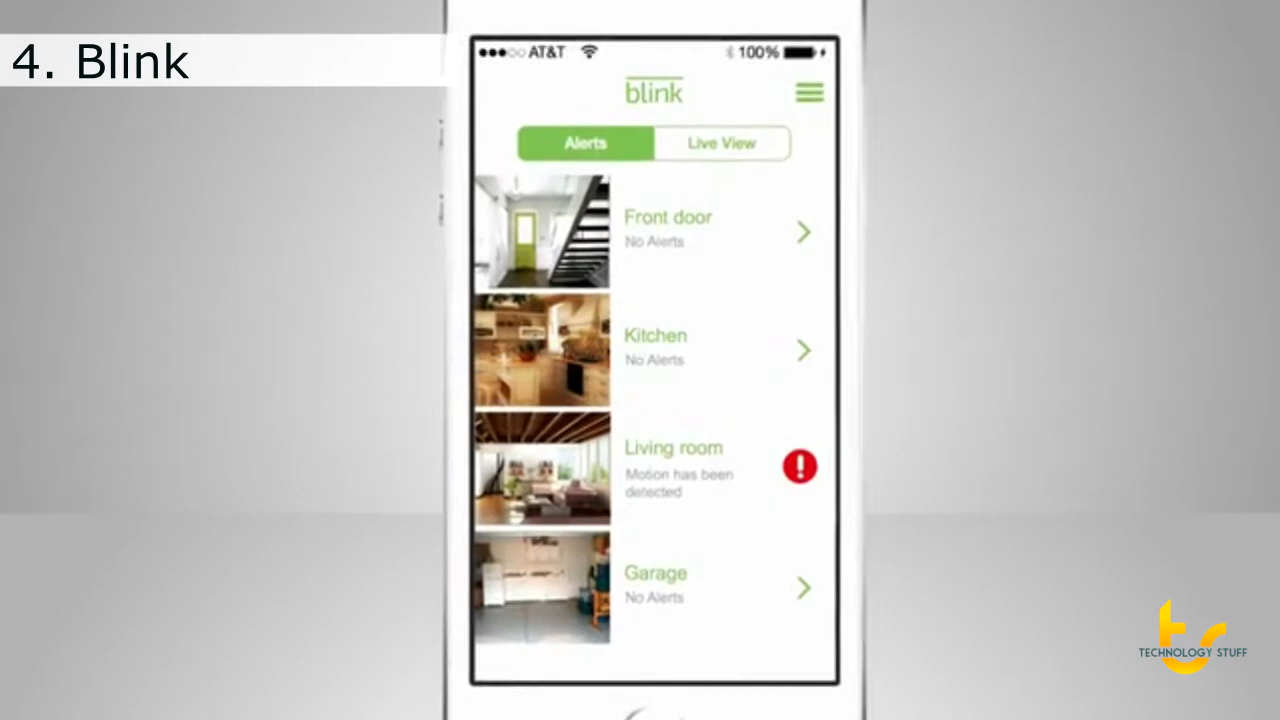 4. Blink
AT&T
100%
blink
Alerts
Live View
Front door
No Alerts
Kitchen
No Alerts
Living room
Motion has been
detected
Garage
No Alerts
ts
TECHNOLOGY STUFF